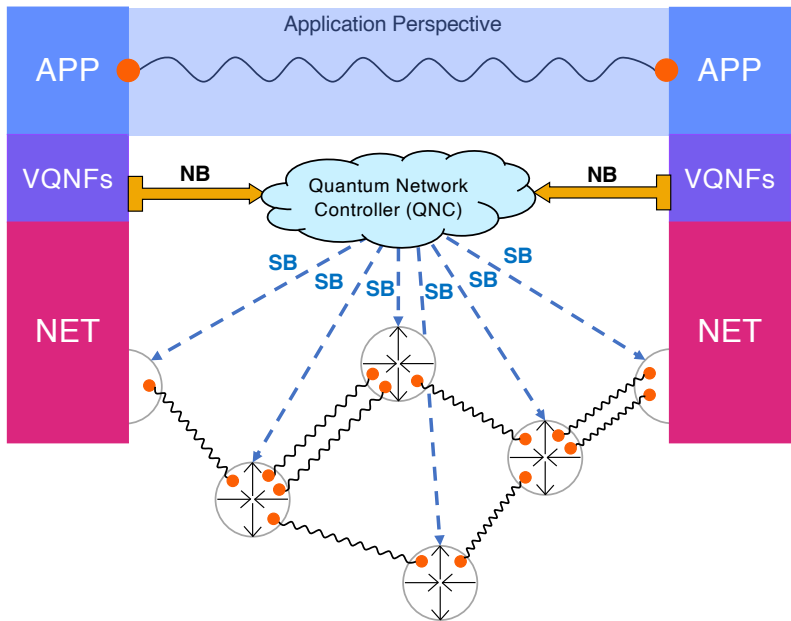 Application Perspective
APP
APP
VQNFs
NB
Quantum Network
Controller (QNC)
NB
VQNFs
SB
SB
SB
SB
SB
SB
NET
NET